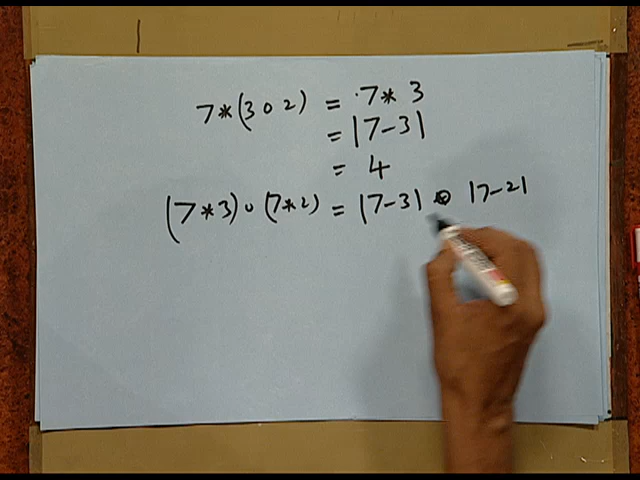 7 * (3 o 2) = 7 * 3
= |7-3|
= 4
(7 * 3) o (7 * 2) = |7-3| o |7-2|